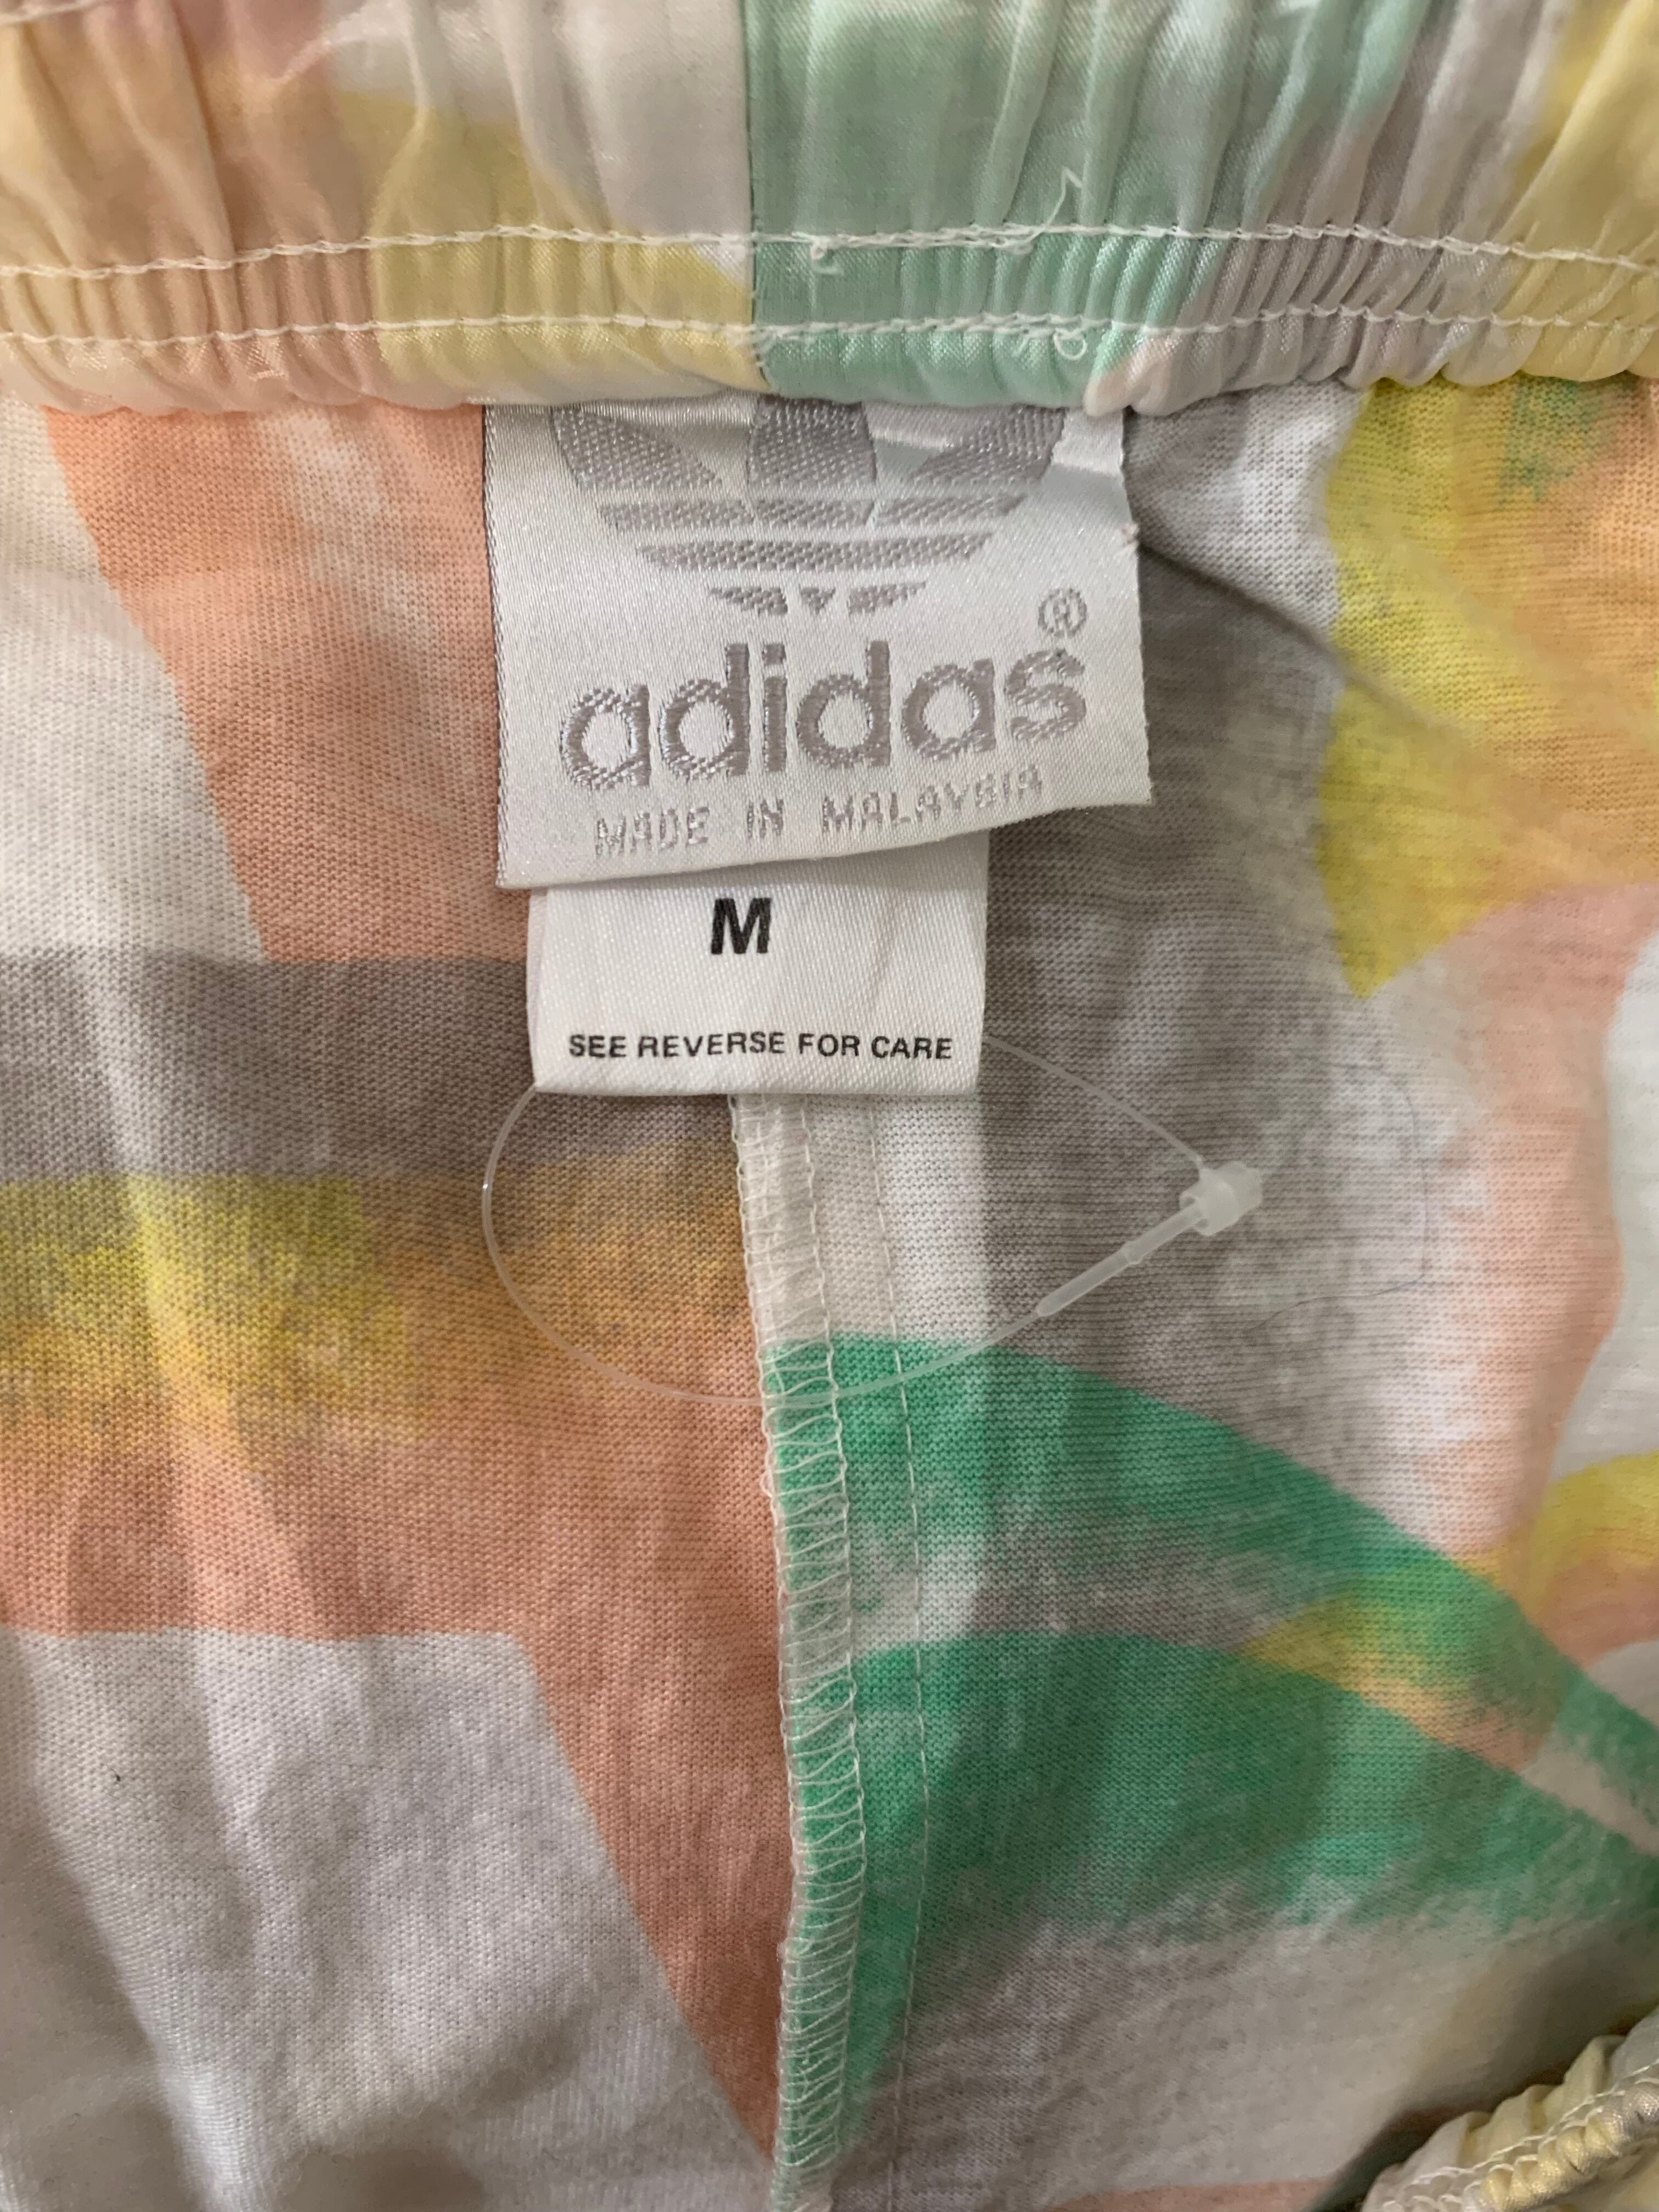 adidas®
MADE IN MALAYSIA
M
SEE REVERSE FOR CARE